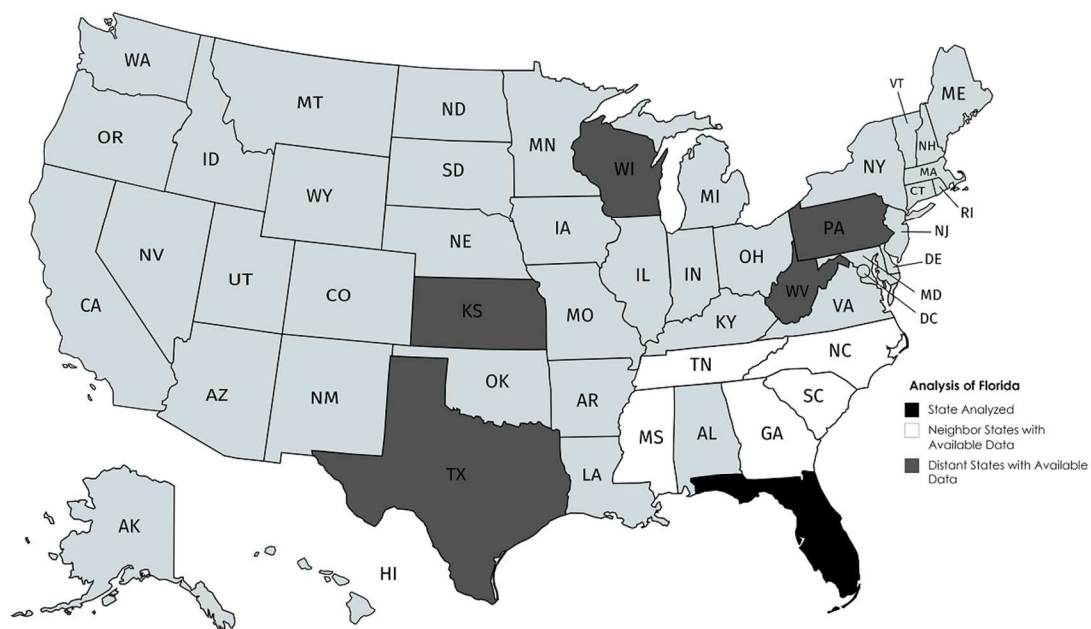 WA
MT
ND
MN
VT
ME
OR
ID
SD
WI
NY
NH
MA
WY
MI
CT
RI
NE
IA
PA
NJ
NV
UT
CO
IL
IN
OH
DE
CA
KS
MO
WV
MD
KY
VA
DC
TN
NC
AZ
NM
OK
AR
SC
MS
AL
GA
TX
LA
AK
HI
Analysis of Florida
State Analyzed
Neighbor States with
Available Data
Distant States with Available
Data